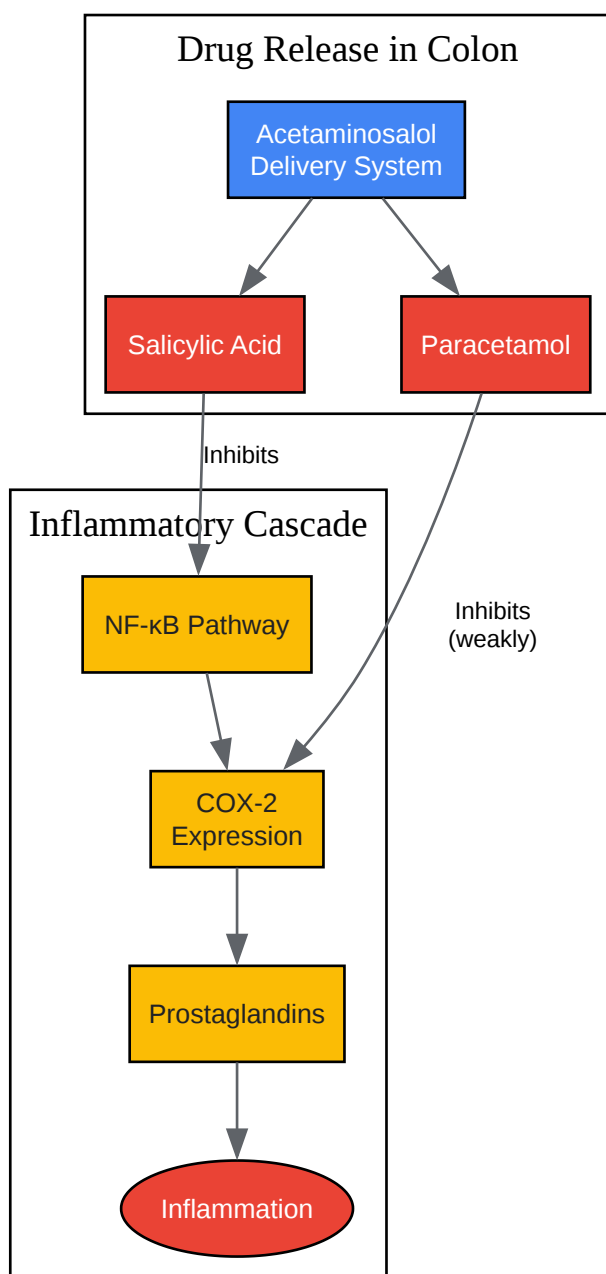 Drug Release in Colon
Acetaminosalol
Delivery System
Salicylic Acid
Paracetamol
Inhibits
Inflammatory Cascade
NF-κB Pathway
Inhibits
(weakly)
COX-2
Expression
Prostaglandins
Inflammation